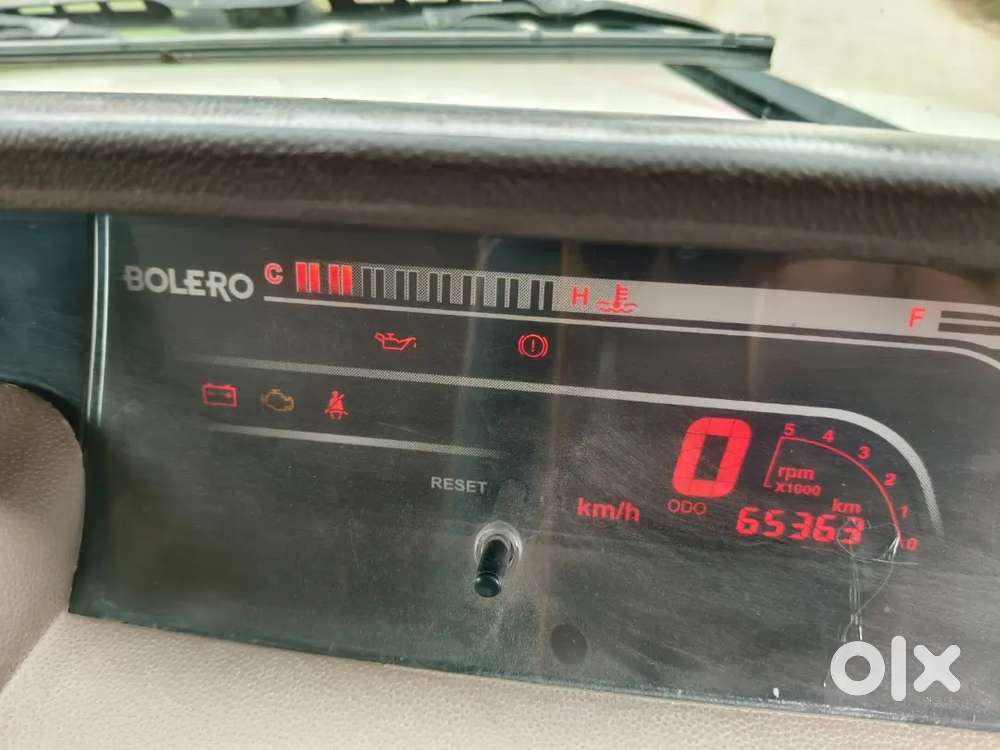 BOLERO C H F
RESET
0
km/h
ODO 65363 km
5 4 3 2 1 0
rpm
X1000
olx